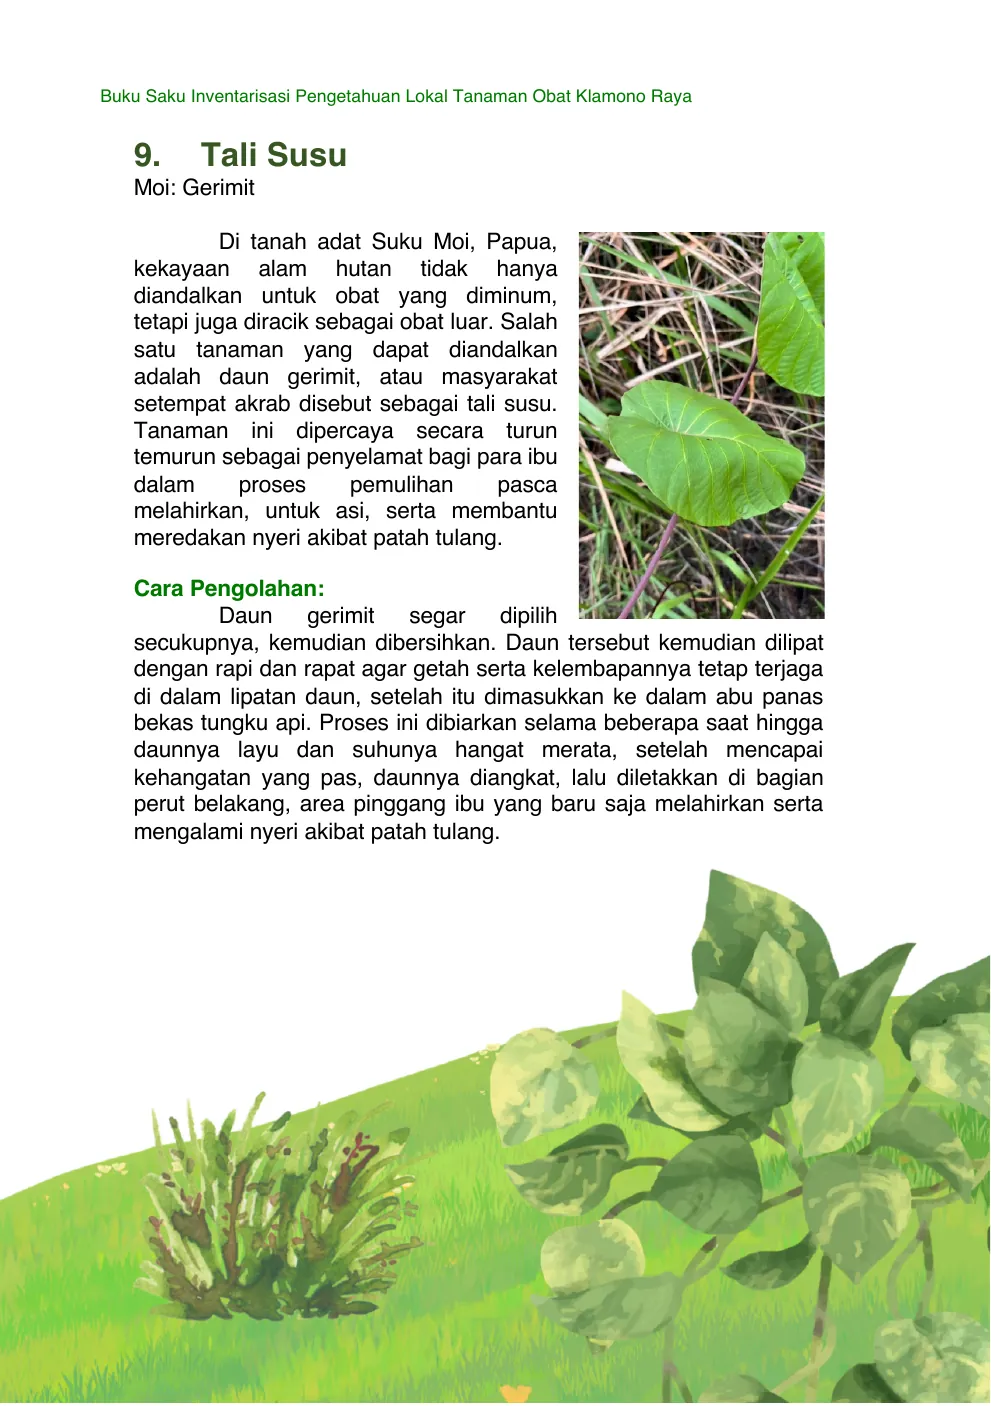 Buku Saku Inventarisasi Pengetahuan Lokal Tanaman Obat Klamono Raya
9. Tali Susu
Moi: Gerimit
Di tanah adat Suku Moi, Papua,
kekayaan alam hutan tidak hanya
diandalkan untuk obat yang diminum,
tetapi juga diracik sebagai obat luar. Salah
satu tanaman yang dapat diandalkan
adalah daun gerimit, atau masyarakat
setempat akrab disebut sebagai tali susu.
Tanaman ini dipercaya secara turun
temurun sebagai penyelamat bagi para ibu
dalam proses pemulihan pasca
melahirkan, untuk asi, serta membantu
meredakan nyeri akibat patah tulang.
Cara Pengolahan:
Daun gerimit segar dipilih
secukupnya, kemudian dibersihkan. Daun tersebut kemudian dilipat
dengan rapi dan rapat agar getah serta kelembapannya tetap terjaga
di dalam lipatan daun, setelah itu dimasukkan ke dalam abu panas
bekas tungku api. Proses ini dibiarkan selama beberapa saat hingga
daunnya layu dan suhunya hangat merata, setelah mencapai
kehangatan yang pas, daunnya diangkat, lalu diletakkan di bagian
perut belakang, area pinggang ibu yang baru saja melahirkan serta
mengalami nyeri akibat patah tulang.